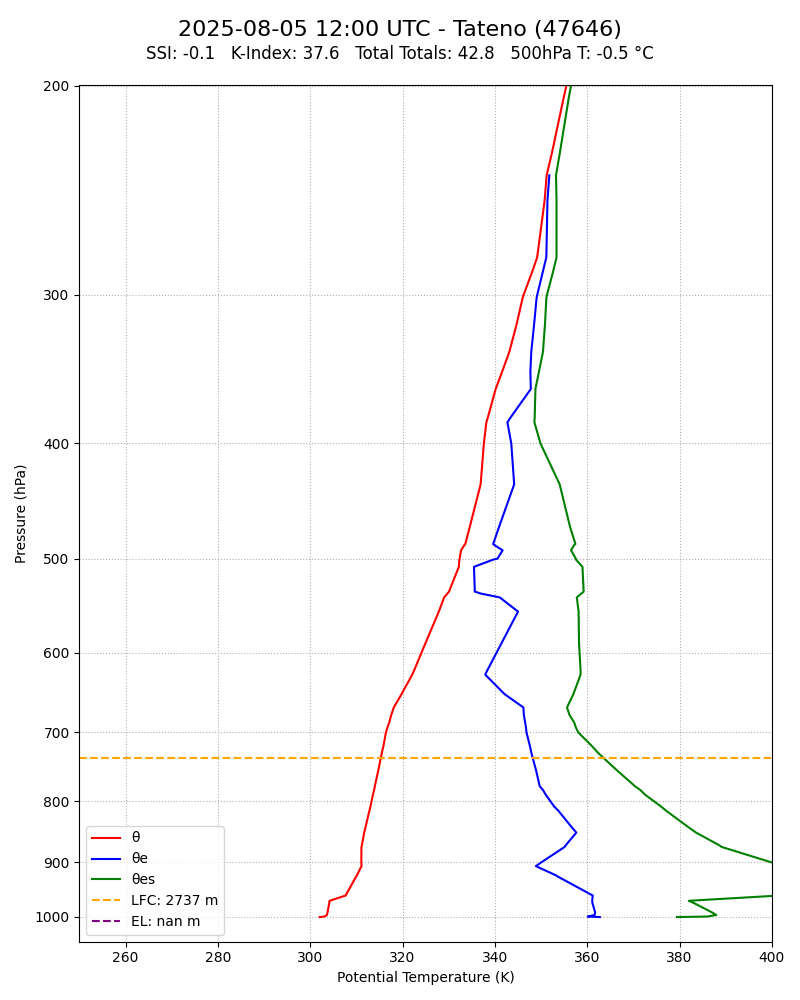 2025-08-05 12:00 UTC - Tateno (47646)
SSI: -0.1   K-Index: 37.6   Total Totals: 42.8   500hPa T: -0.5 °C
200
300
400
500
600
700
800
900
1000
Pressure (hPa)
θ
θe
θes
LFC: 2737 m
EL: nan m
260
280
300
320
340
360
380
400
Potential Temperature (K)